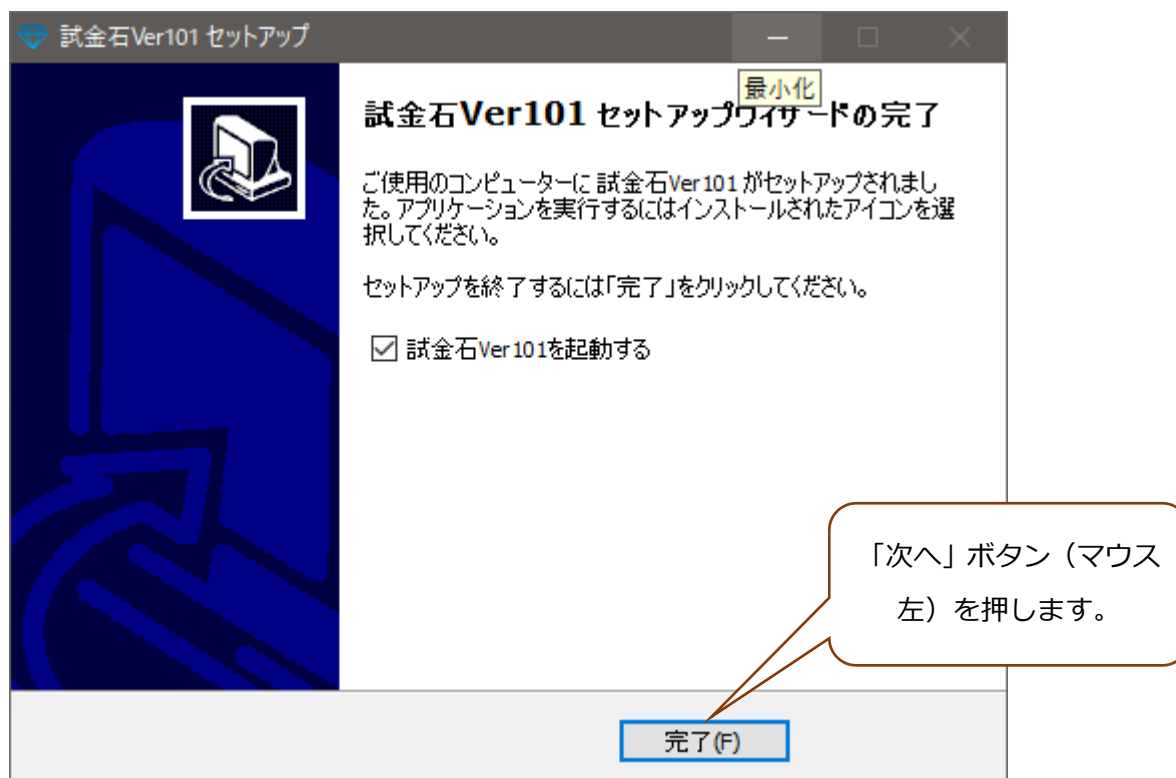 試金石Ver101 セットアップ
最小化
試金石Ver101 セットアップウィザードの完了
ご使用のコンピューターに 試金石Ver101 がセットアップされまし
た。アプリケーションを実行するにはインストールされたアイコンを選
択してください。
セットアップを終了するには「完了」をクリックしてください。
試金石Ver101を起動する
「次へ」ボタン（マウス
左）を押します。
完了(F)